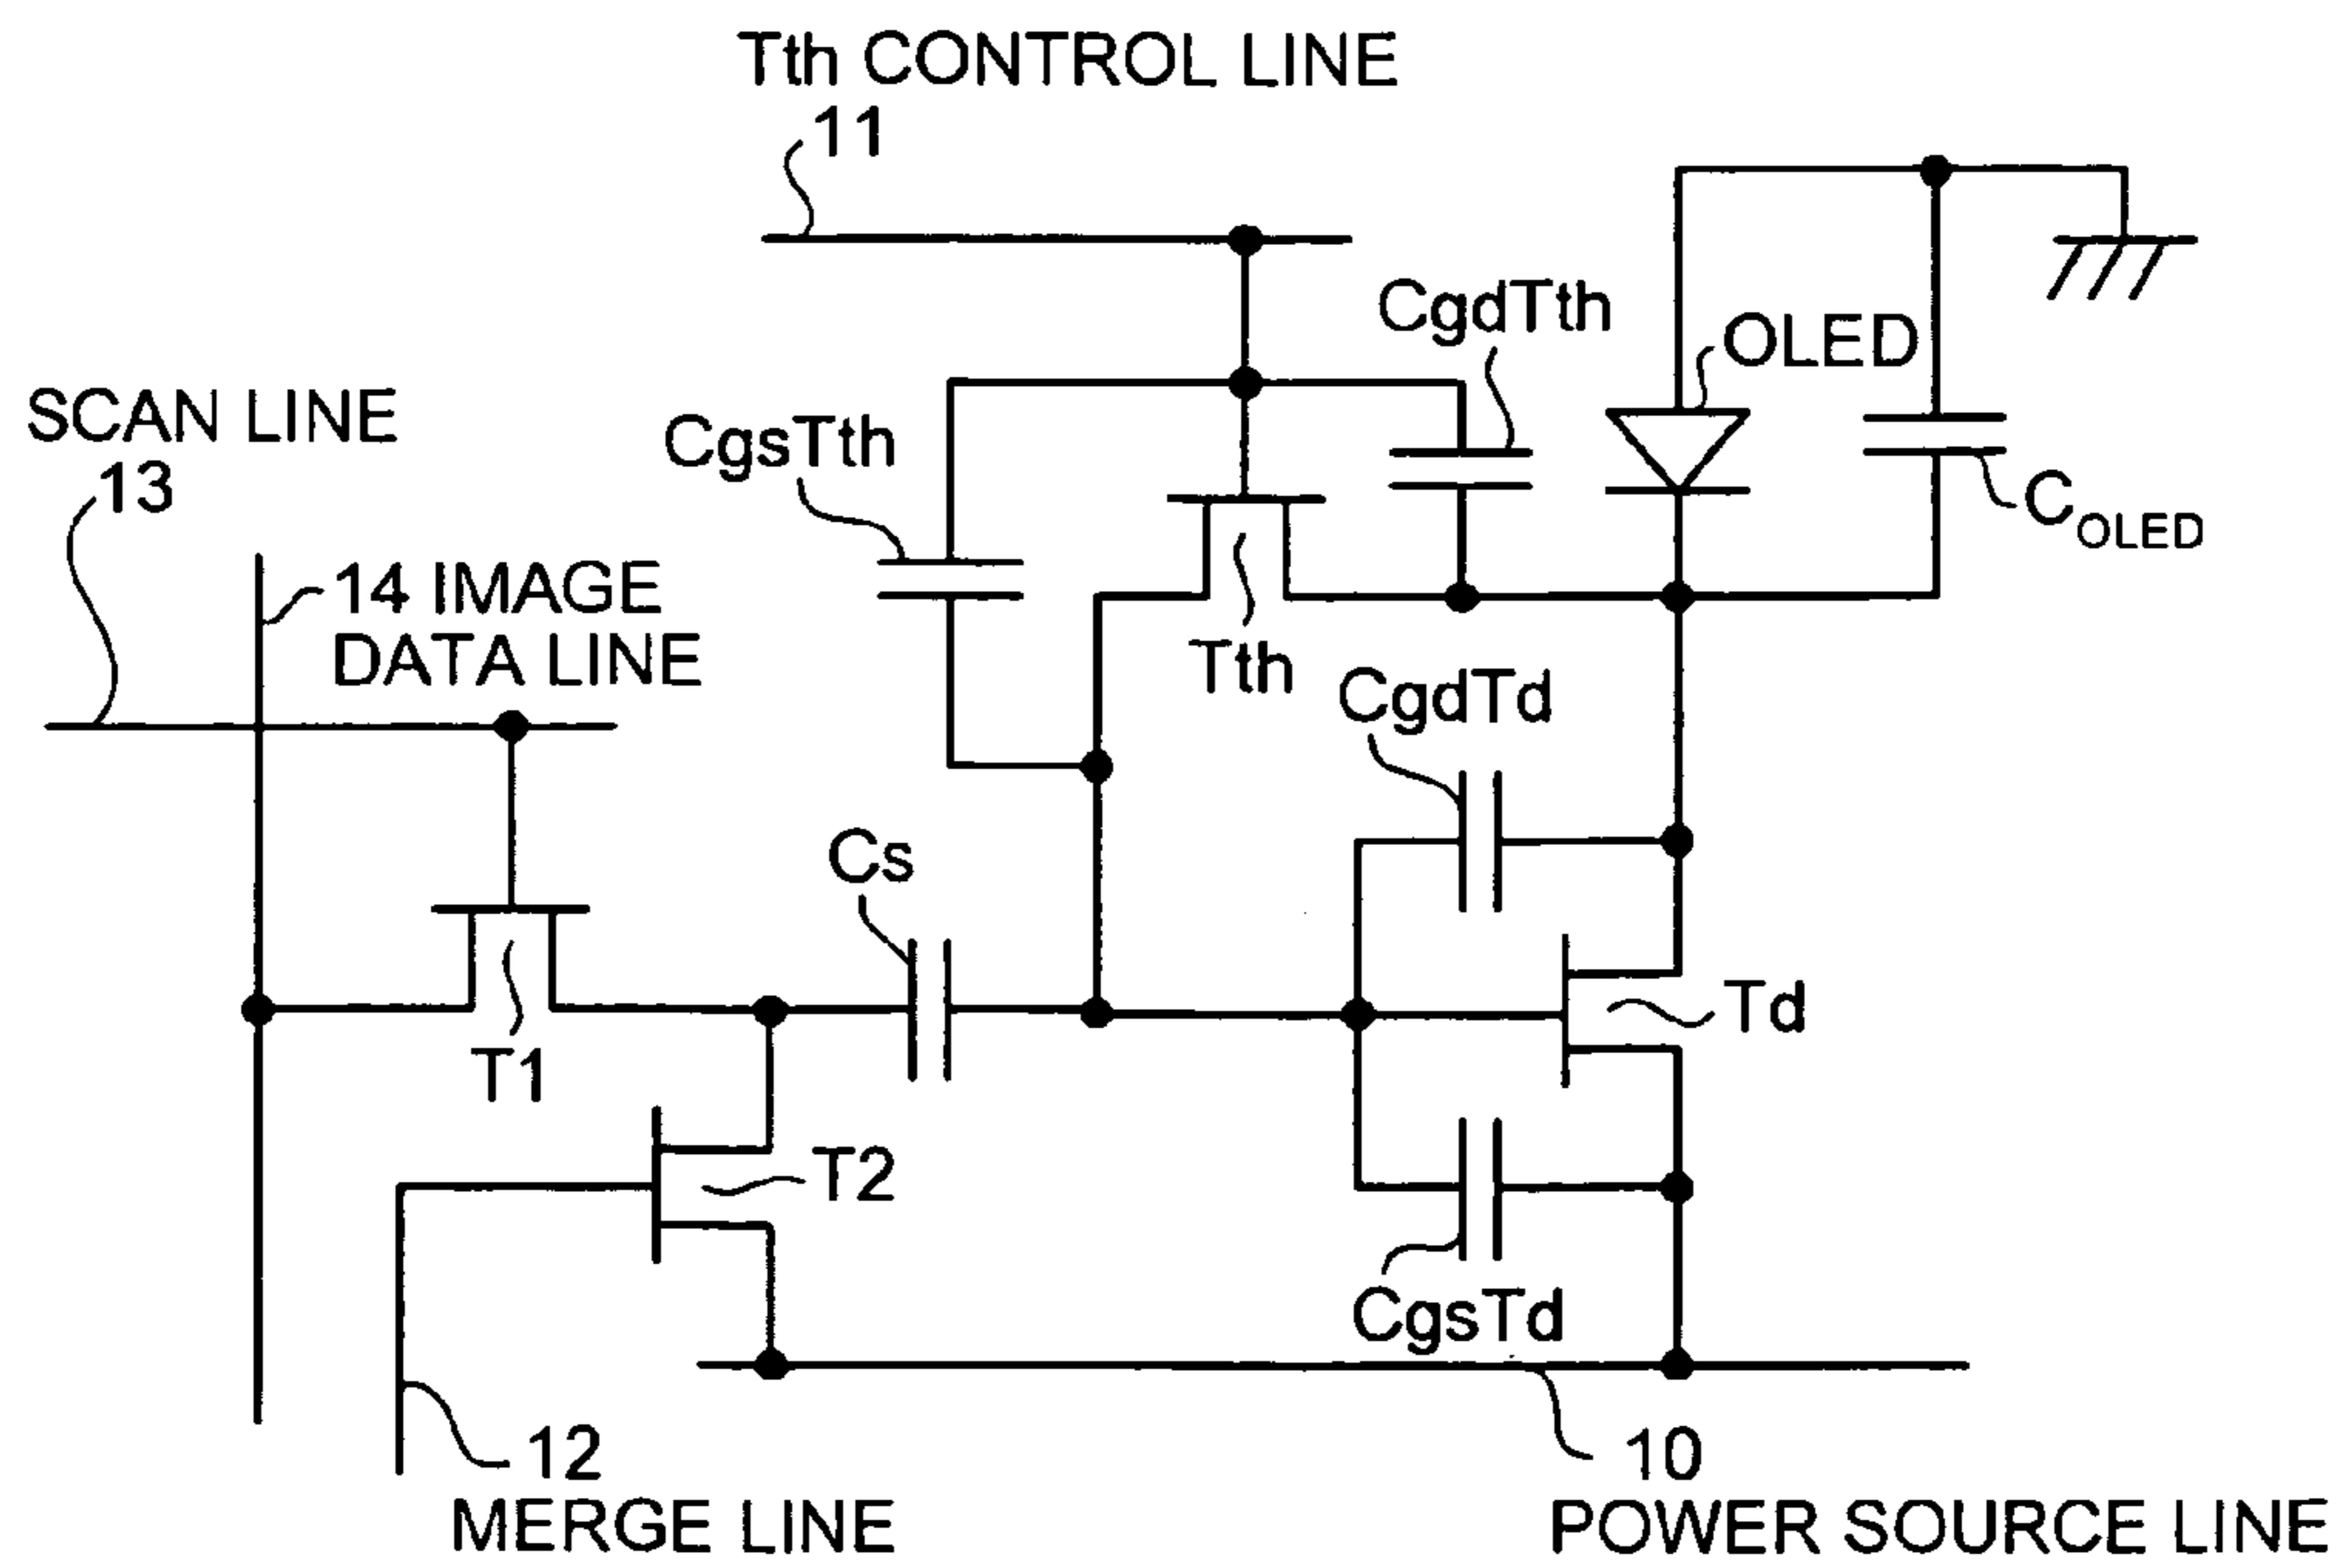 Tth CONTROL LINE
11
CgdTth
OLED
SCAN LINE
13
CgsTth
COLED
14 IMAGE
DATA LINE
Tth
CgdTd
Cs
Td
T1
T2
CgsTd
12
MERGE LINE
10
POWER SOURCE LINE